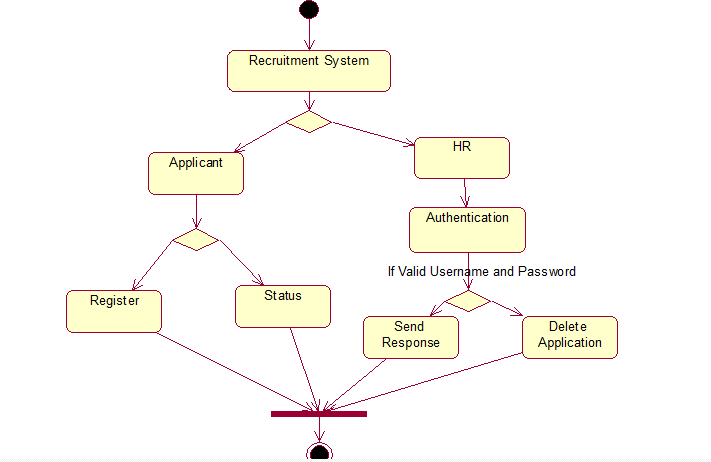 Recruitment System
Applicant
HR
Authentication
If Valid Username and Password
Register
Status
Send
Response
Delete
Application